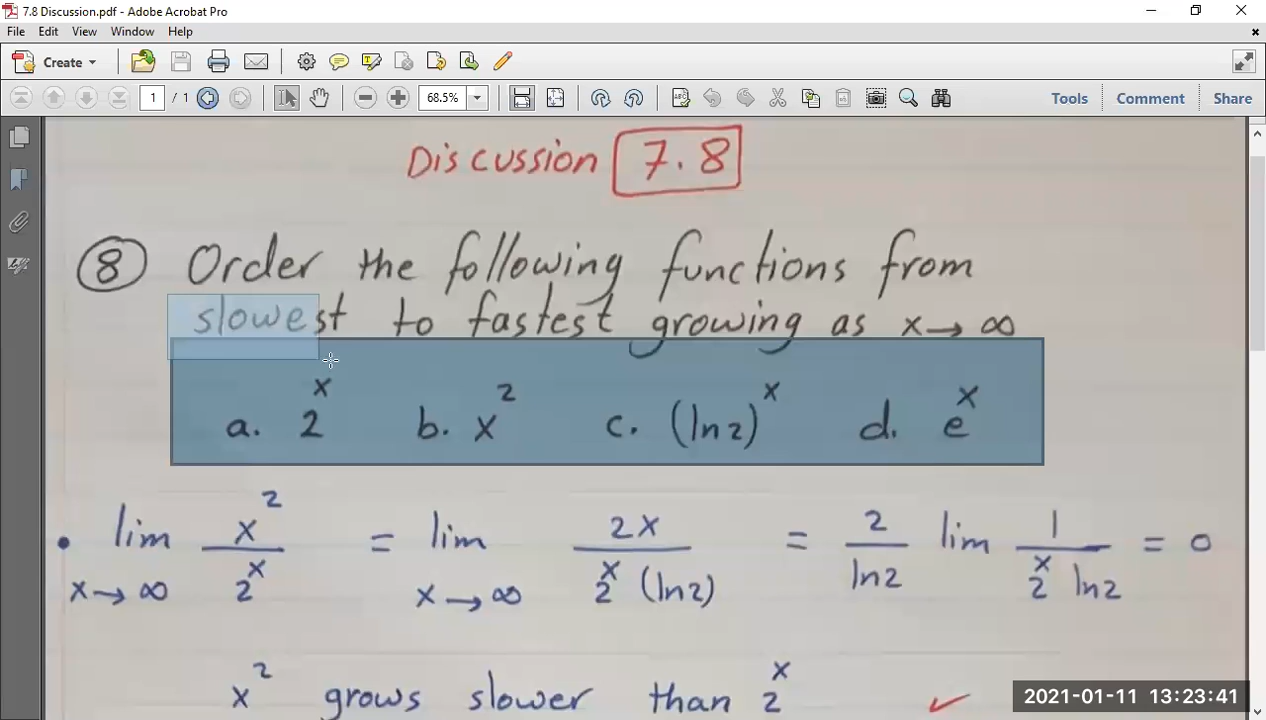 7.8 Discussion.pdf - Adobe Acrobat Pro
File Edit View Window Help
Create
1 / 1 68.5% Tools Comment Share
Discussion 7.8
8 Order the following functions from
slowest to fastest growing as x→∞
a. 2^x b. x^2 c. (ln2)^x d. e^x
• lim x→∞ x^2/2^x = lim x→∞ 2x/(2^x (ln2)) = 2/ln2 lim 1/(2^x ln2) = 0
x^2 grows slower than 2^x ✓
2021-01-11 13:23:41